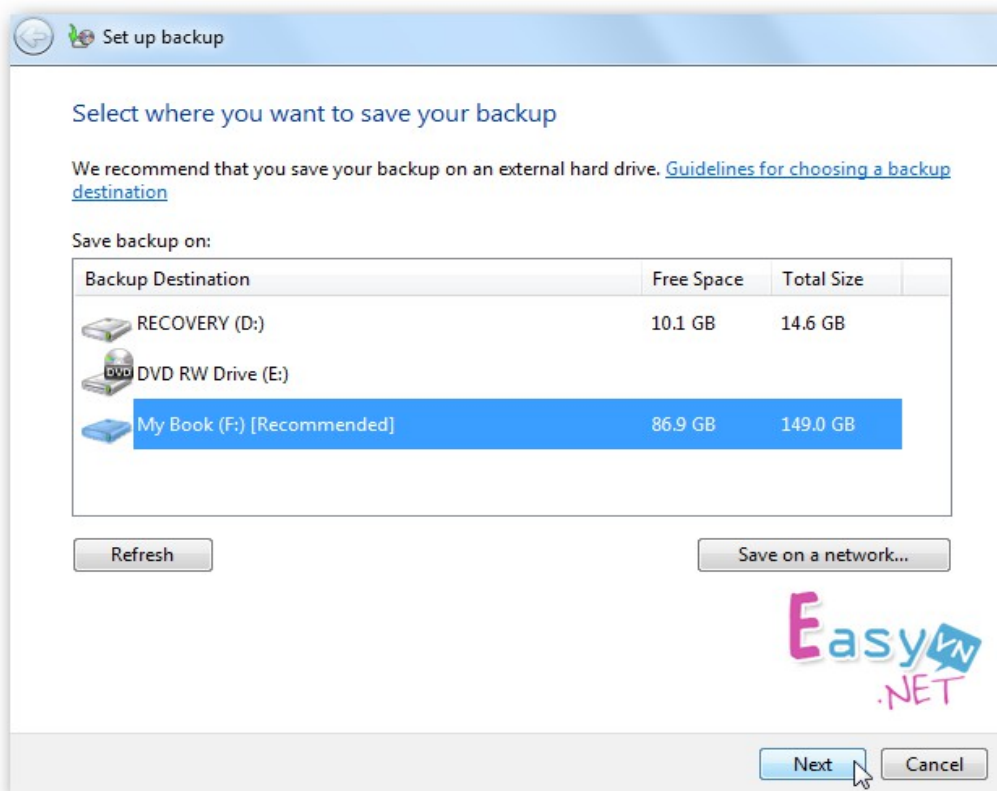 Set up backup
Select where you want to save your backup
We recommend that you save your backup on an external hard drive. Guidelines for choosing a backup
destination
Save backup on:
Backup Destination Free Space Total Size
RECOVERY (D:) 10.1 GB 14.6 GB
DVD
DVD RW Drive (E:)
My Book (F:) [Recommended] 86.9 GB 149.0 GB
Refresh Save on a network...
Easy VN
.NET
Next Cancel